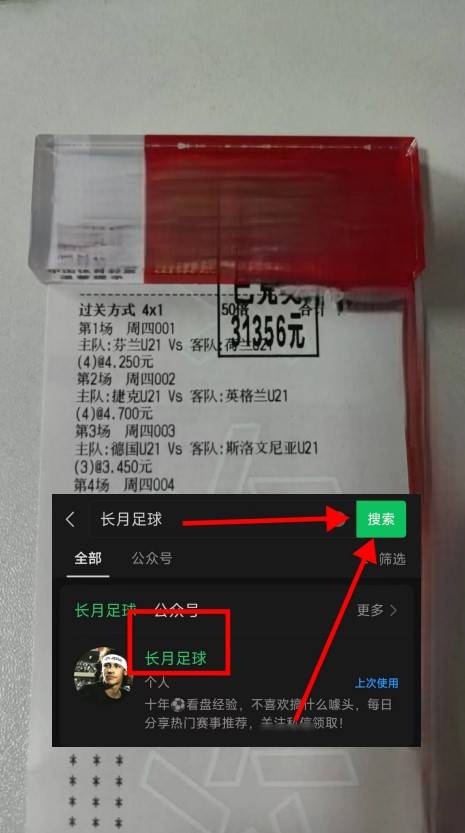 过关方式 4x1 50倍 合计
31356元
第1场 周四001
主队:芬兰U21 Vs 客队:荷兰U21
(4)@4.250元
第2场 周四002
主队:捷克U21 Vs 客队:英格兰U21
(4)@4.700元
第3场 周四003
主队:德国U21 Vs 客队:斯洛文尼亚U21
(3)@3.450元
第4场 周四004
长月足球 搜索
全部 公众号 筛选
长月足球 公众号 更多
长月足球
个人 上次使用
十年⚽看盘经验，不喜欢搞什么噱头，每日
分享热门赛事推荐，关注私信领取！
* * *
* * *
* * *
* * *